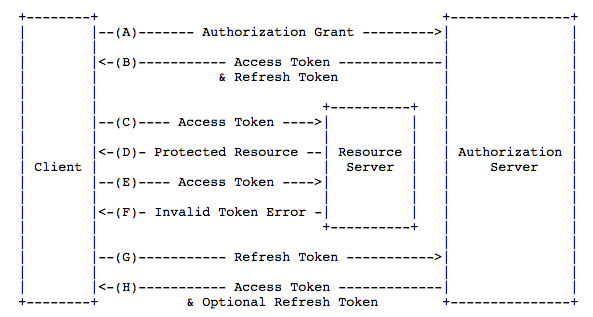 +--------+                                           +---------------+
|        |--(A)------- Authorization Grant --------->|               |
|        |                                           |               |
|        |<-(B)----------- Access Token -------------|               |
|        |               & Refresh Token             |               |
|        |                                           |               |
|        |                            +----------+   |               |
|        |--(C)---- Access Token ---->|          |   |               |
|        |                            |          |   |               |
|        |<-(D)- Protected Resource --| Resource |   | Authorization |
| Client |                            |  Server  |   |     Server    |
|        |--(E)---- Access Token ---->|          |   |               |
|        |                            |          |   |               |
|        |<-(F)- Invalid Token Error -|          |   |               |
|        |                            +----------+   |               |
|        |                                           |               |
|        |--(G)----------- Refresh Token ----------->|               |
|        |                                           |               |
|        |<-(H)----------- Access Token -------------|               |
+--------+           & Optional Refresh Token        +---------------+